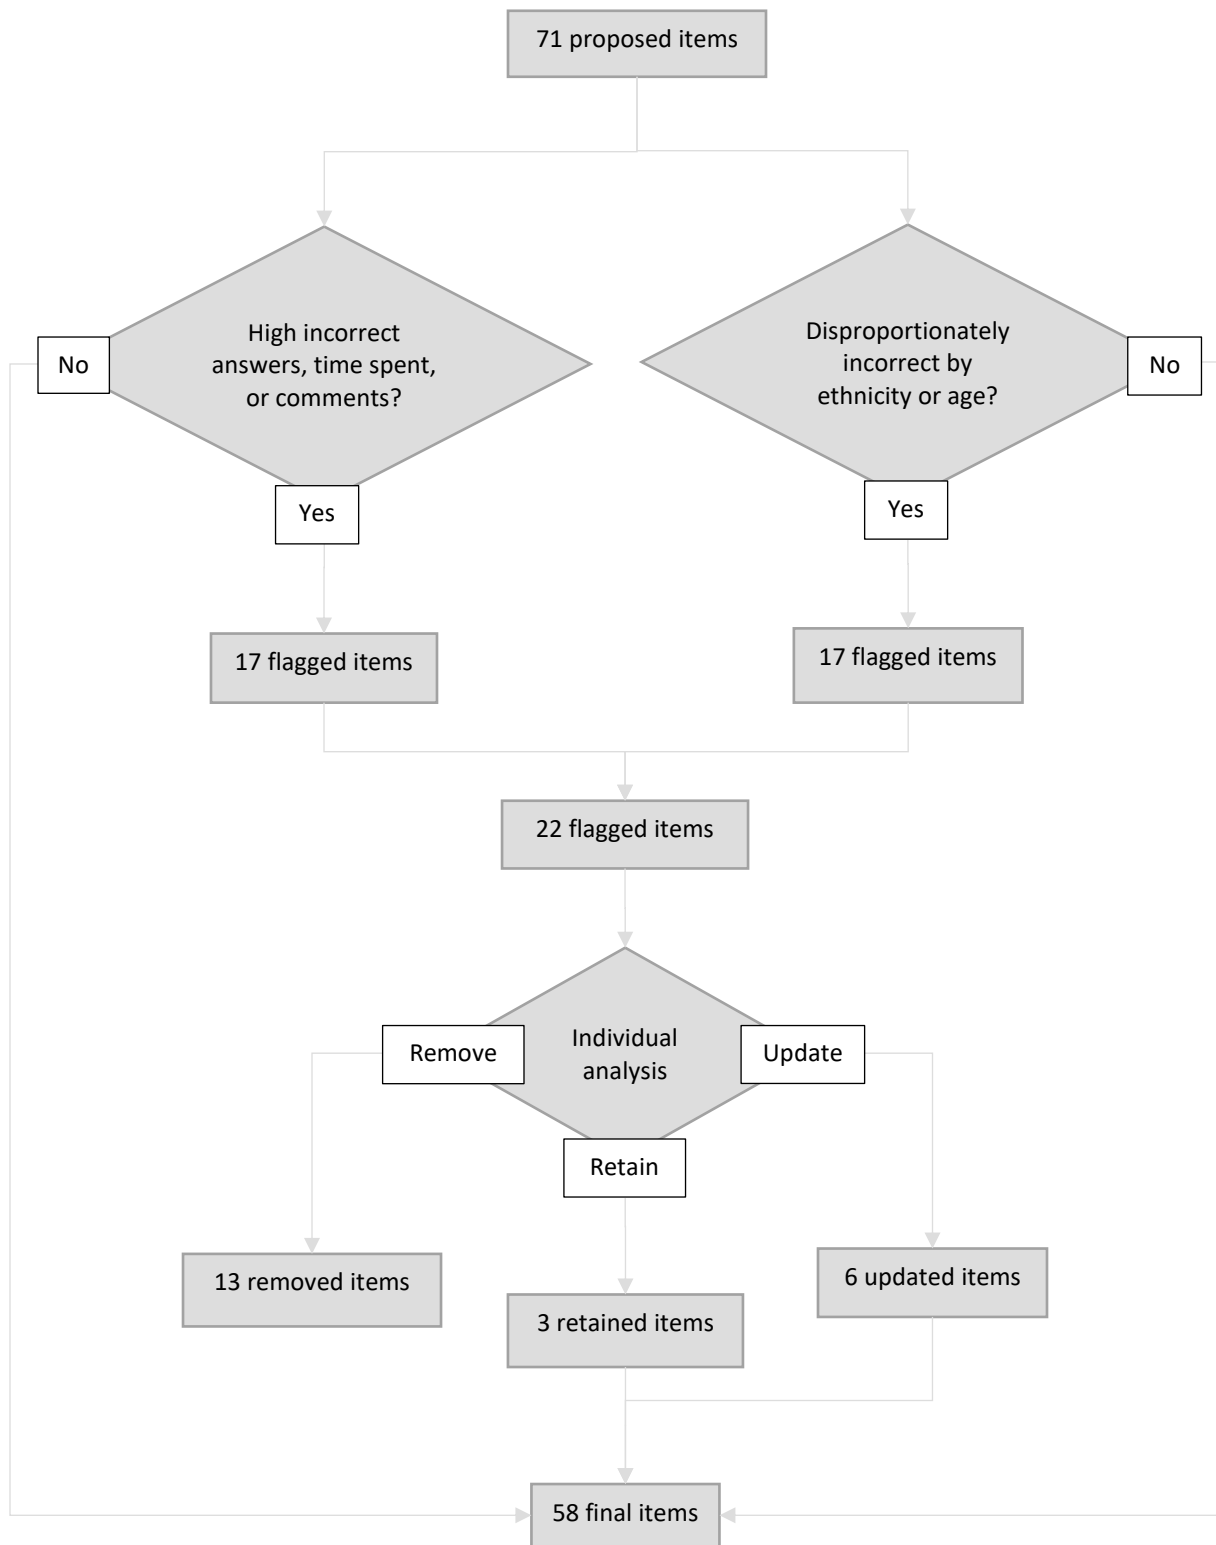 71 proposed items
High incorrect
answers, time spent,
or comments?
No
Yes
Disproportionately
incorrect by
ethnicity or age?
No
Yes
17 flagged items
17 flagged items
22 flagged items
Individual
analysis
Remove
Update
Retain
13 removed items
3 retained items
6 updated items
58 final items